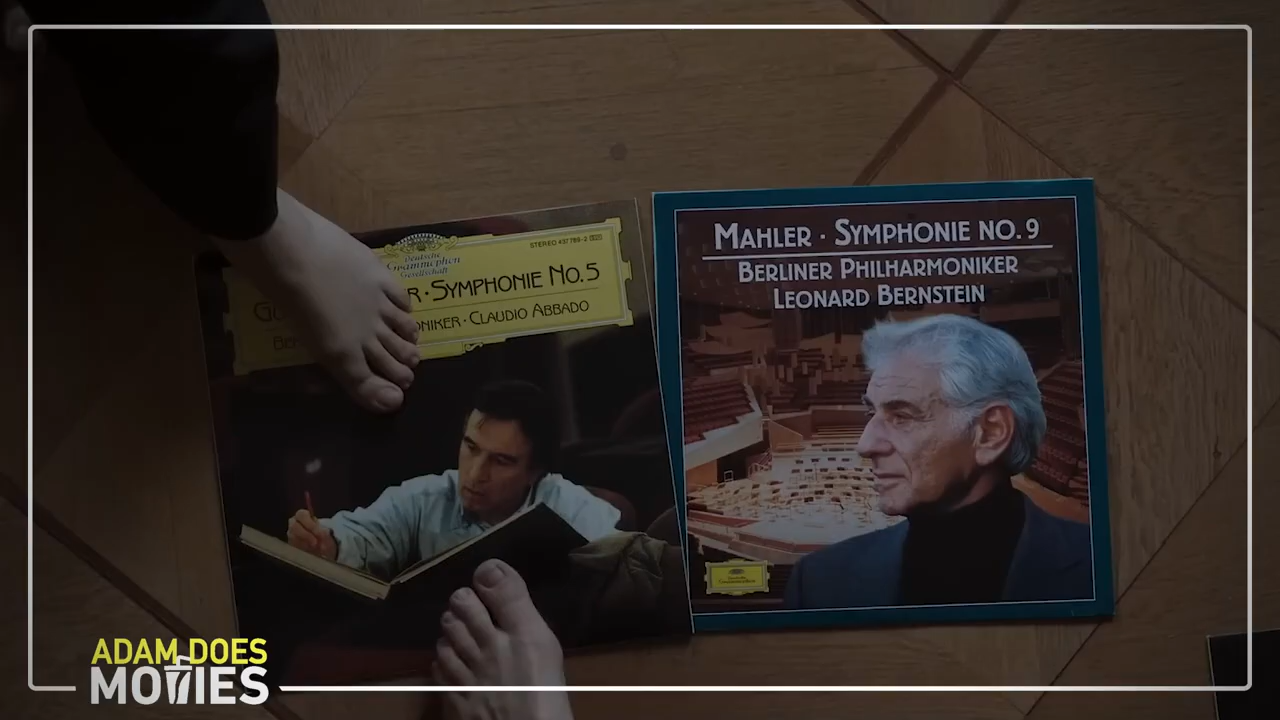 Deutsche
Grammophon
Gesellschaft
STEREO 437 789-2
R · SYMPHONIE NO. 5
ONIKER · CLAUDIO ABBADO
MAHLER · SYMPHONIE NO. 9
BERLINER PHILHARMONIKER
LEONARD BERNSTEIN
ADAM DOES
MOVIES